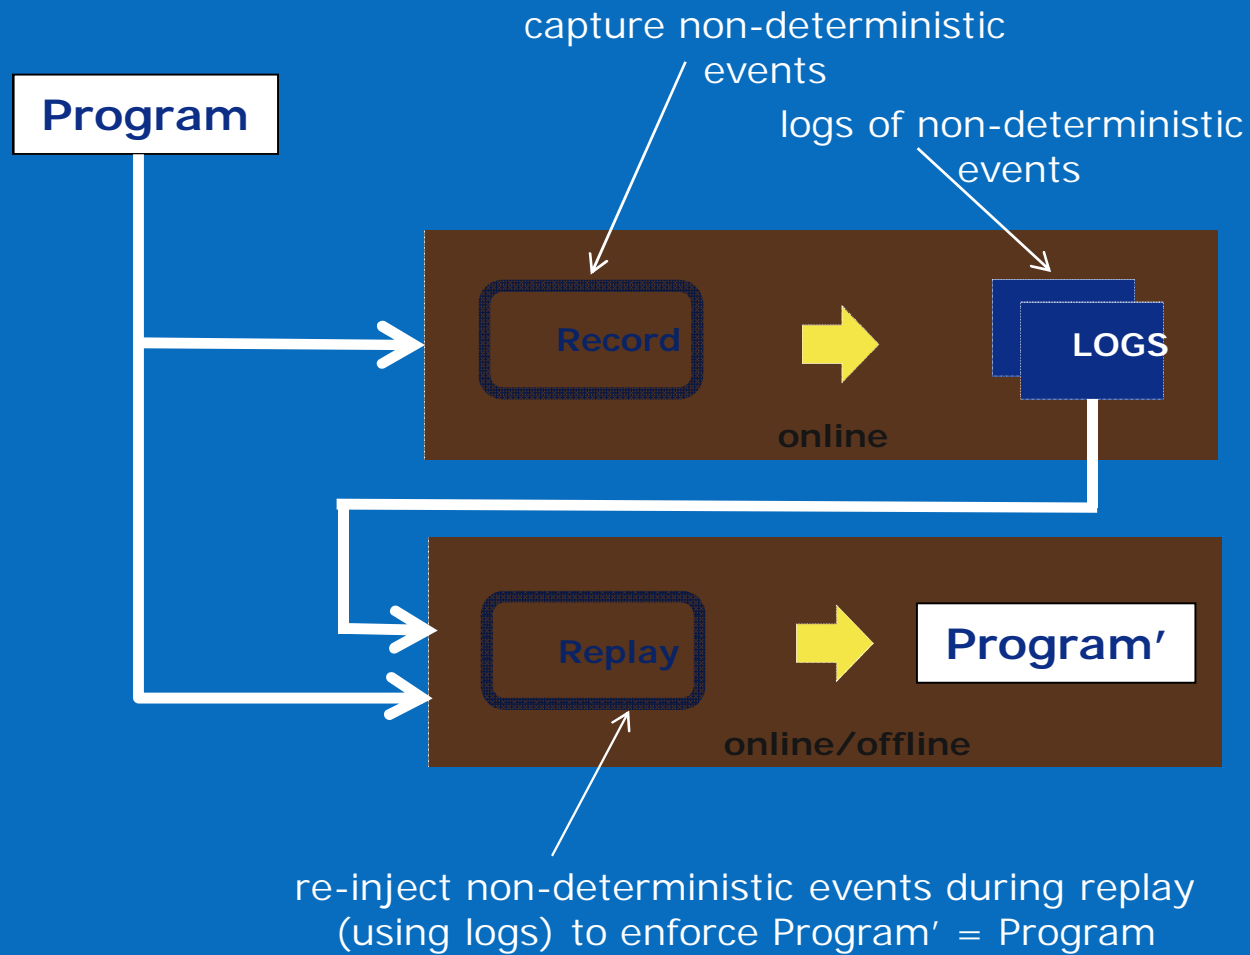 capture non-deterministic
events
Program
logs of non-deterministic
events
Record
LOGS
online
Replay
Program′
online/offline
re-inject non-deterministic events during replay
(using logs) to enforce Program′ = Program